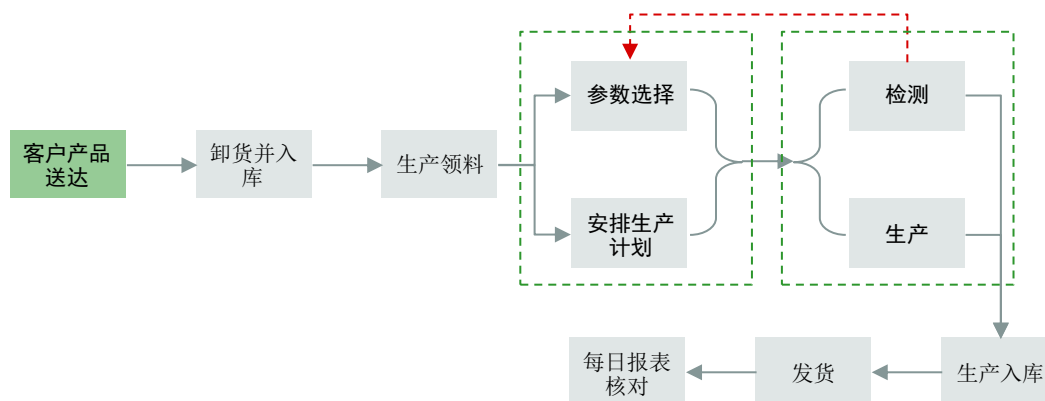 客户产品
送达
卸货并入
库
生产领料
参数选择
安排生产
计划
检测
生产
生产入库
发货
每日报表
核对